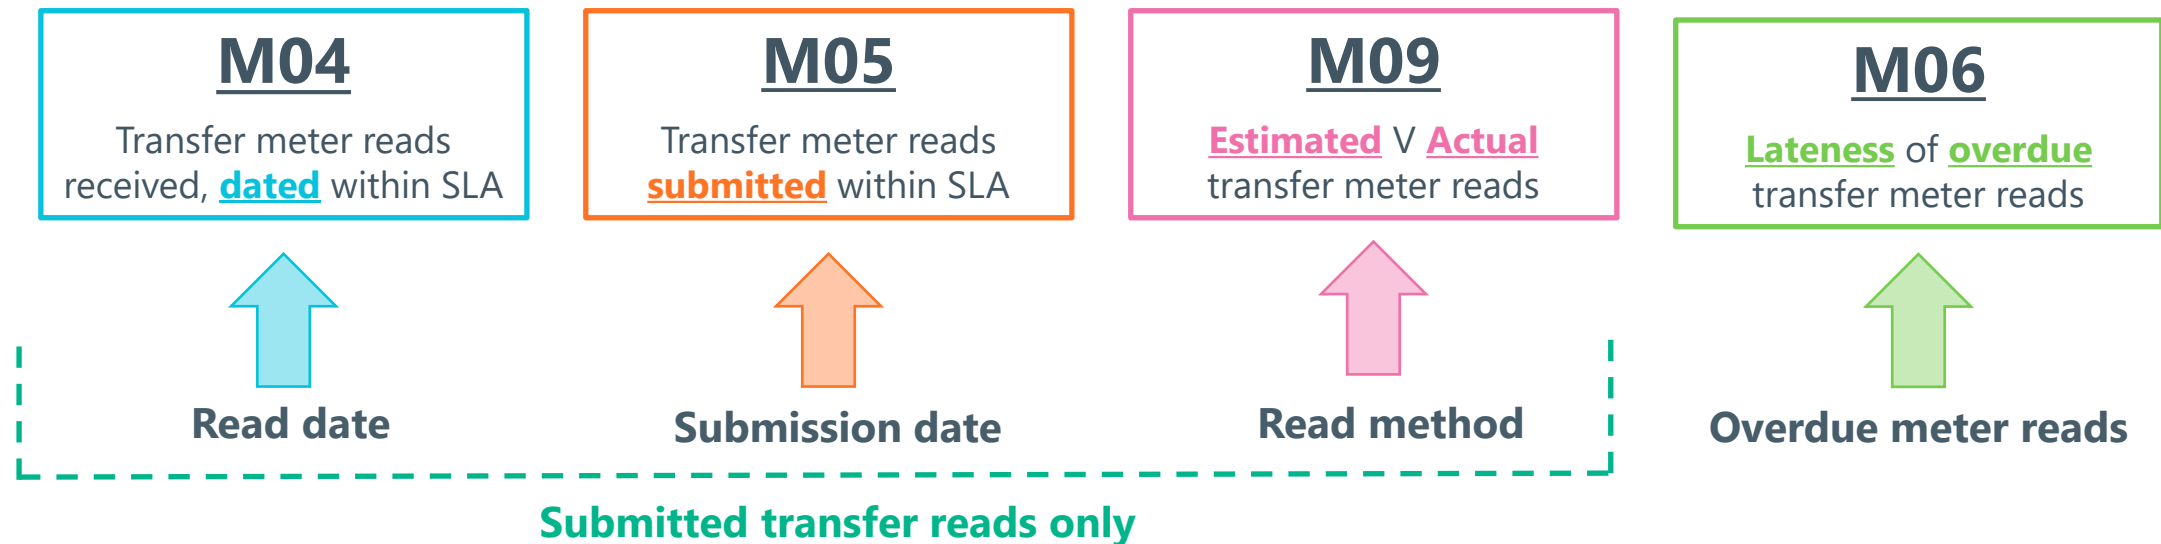 M04
Transfer meter reads
received, dated within SLA
M05
Transfer meter reads
submitted within SLA
M09
Estimated V Actual
transfer meter reads
M06
Lateness of overdue
transfer meter reads
Read date
Submission date
Read method
Overdue meter reads
Submitted transfer reads only